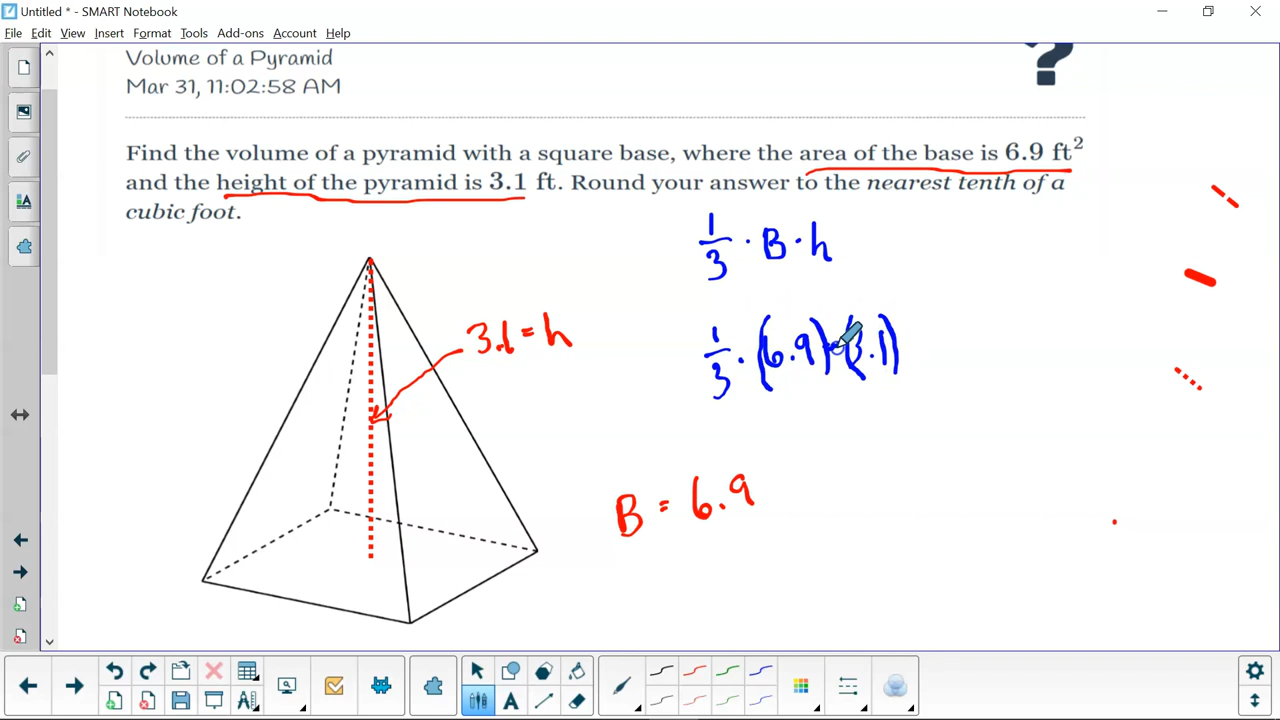 Untitled * - SMART Notebook
File Edit View Insert Format Tools Add-ons Account Help
Volume of a Pyramid
Mar 31, 11:02:58 AM
?
Find the volume of a pyramid with a square base, where the area of the base is 6.9 ft²
and the height of the pyramid is 3.1 ft. Round your answer to the nearest tenth of a
cubic foot.
1/3 · B · h
3.1 = h
1/3 · (6.9) · (3.1)
B = 6.9
A